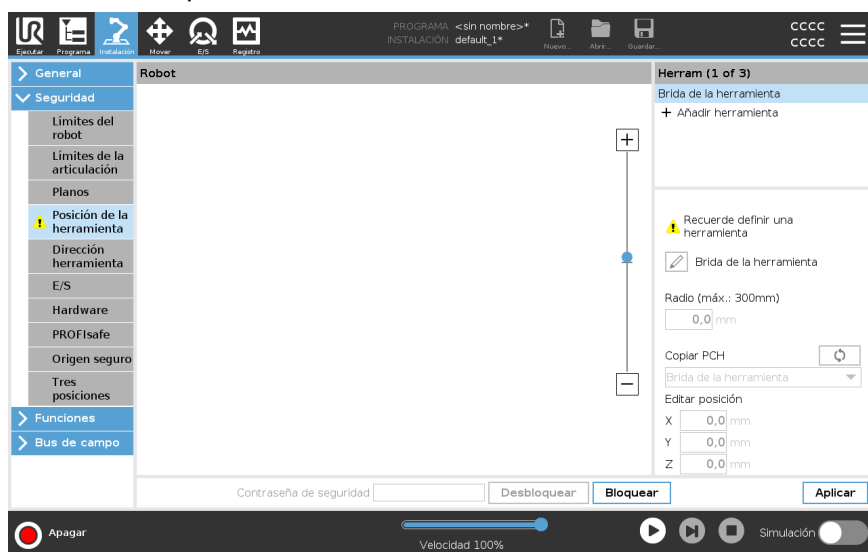 PROGRAMA <sin nombre>*
INSTALACIÓN default_1*
cccc
cccc
Ejecutar
Programa
Instalación
Mover
E/S
Registro
Nuevo...
Abrir...
Guardar...
General
Seguridad
Límites del
robot
Límites de la
articulación
Planos
Posición de la
herramienta
Dirección
herramienta
E/S
Hardware
PROFIsafe
Origen seguro
Tres
posiciones
Funciones
Bus de campo
Robot
Herram (1 of 3)
Brida de la herramienta
+ Añadir herramienta
Recuerde definir una
herramienta
Brida de la herramienta
Radio (máx.: 300mm)
0,0 mm
Copiar PCH
Brida de la herramienta
Editar posición
X 0,0 mm
Y 0,0 mm
Z 0,0 mm
Contraseña de seguridad
Desbloquear
Bloquear
Aplicar
Apagar
Velocidad 100%
Simulación